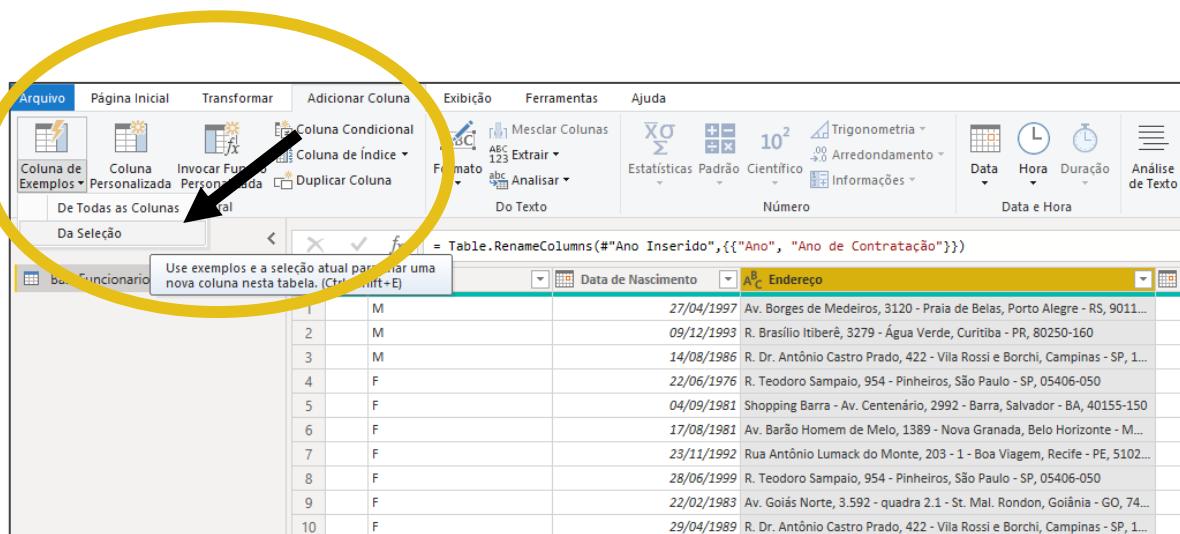 Arquivo Página Inicial Transformar Adicionar Coluna Exibição Ferramentas Ajuda
Coluna de Exemplos
Coluna Personalizada
Invocar Personalizada
Coluna Condicional
Coluna de Índice
Duplicar Coluna
Formato
ABC
123
abc
Mesclar Colunas
Extrair
Analisar
Do Texto
Estatísticas
Padrão
10²
Científico
Trigonometria
Arredondamento
Informações
Número
Data
Hora
Duração
Data e Hora
Análise de Texto
De Todas as Colunas
Da Seleção
= Table.RenameColumns(#"Ano Inserido",{{"Ano", "Ano de Contratação"}})
Use exemplos e a seleção atual para criar uma
nova coluna nesta tabela. (Ctrl+Shift+E)
Data de Nascimento ABC Endereço
1 M 27/04/1997 Av. Borges de Medeiros, 3120 - Praia de Belas, Porto Alegre - RS, 9011...
2 M 09/12/1993 R. Brasílio Itiberê, 3279 - Água Verde, Curitiba - PR, 80250-160
3 M 14/08/1986 R. Dr. Antônio Castro Prado, 422 - Vila Rossi e Borchi, Campinas - SP, 1...
4 F 22/06/1976 R. Teodoro Sampaio, 954 - Pinheiros, São Paulo - SP, 05406-050
5 F 04/09/1981 Shopping Barra - Av. Centenário, 2992 - Barra, Salvador - BA, 40155-150
6 F 17/08/1981 Av. Barão Homem de Melo, 1389 - Nova Granada, Belo Horizonte - M...
7 F 23/11/1992 Rua Antônio Lumack do Monte, 203 - 1 - Boa Viagem, Recife - PE, 5102...
8 F 28/06/1999 R. Teodoro Sampaio, 954 - Pinheiros, São Paulo - SP, 05406-050
9 F 22/02/1983 Av. Goiás Norte, 3.592 - quadra 2.1 - St. Mal. Rondon, Goiânia - GO, 74...
10 F 29/04/1989 R. Dr. Antônio Castro Prado, 422 - Vila Rossi e Borchi, Campinas - SP, 1...